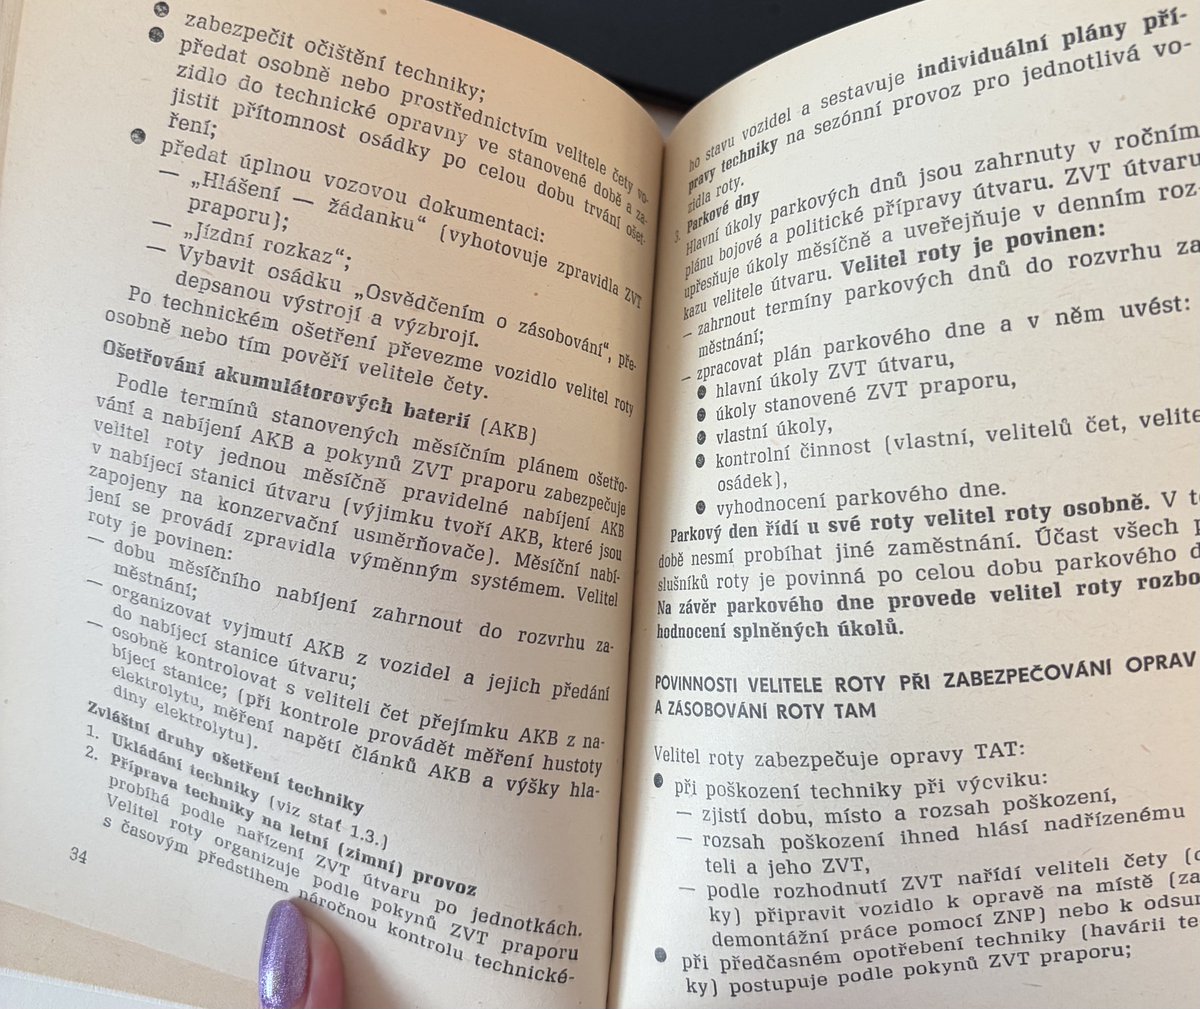 ● zabezpečit očištění techniky;
● předat osobně nebo prostřednictvím velitele čety vo-
zidlo do technické opravny ve stanovené době a za-
jistit přítomnost osádky po celou dobu trvání ošet-
ření;
● předat úplnou vozovou dokumentaci:
— „Hlášení — žádanku“ (vyhotovuje zpravidla ZVT
praporu);
— „Jízdní rozkaz“;
— Vybavit osádku „Osvědčením o zásobování“, pře-
depsanou výstrojí a výzbrojí.
Po technickém ošetření převezme vozidlo velitel roty
osobně nebo tím pověří velitele čety.
Ošetřování akumulátorových baterií (AKB)
Podle termínů stanovených měsíčním plánem ošetřo-
vání a nabíjení AKB a pokynů ZVT praporu zabezpečuje
velitel roty jednou měsíčně pravidelné nabíjení AKB
v nabíjecí stanici útvaru (výjimku tvoří AKB, které jsou
zapojeny na konzervační usměrňovače). Měsíční nabí-
jení se provádí zpravidla výměnným systémem. Velitel
roty je povinen:
— dobu měsíčního nabíjení zahrnout do rozvrhu za-
městnání;
— organizovat vyjmutí AKB z vozidel a jejich předání
do nabíjecí stanice útvaru;
— osobně kontrolovat s veliteli čet přejímku AKB z na-
bíjecí stanice; (při kontrole provádět měření hustoty
elektrolytu, měření napětí článků AKB a výšky hla-
diny elektrolytu).
Zvláštní druhy ošetření techniky
1. Ukládání techniky (viz stať 1.3.)
2. Příprava techniky na letní (zimní) provoz
probíhá podle nařízení ZVT útvaru po jednotkách.
Velitel roty organizuje podle pokynů ZVT praporu
s časovým předstihem náročnou kontrolu technické-
34
ho stavu vozidel a sestavuje individuální plány pří-
pravy techniky na sezónní provoz pro jednotlivá vo-
zidla roty.
3. Parkové dny
Hlavní úkoly parkových dnů jsou zahrnuty v ročním
plánu bojové a politické přípravy útvaru. ZVT útvaru
upřesňuje úkoly měsíčně a uveřejňuje v denním roz-
kazu velitele útvaru. Velitel roty je povinen:
— zahrnout termíny parkových dnů do rozvrhu za
městnání;
— zpracovat plán parkového dne a v něm uvést:
● hlavní úkoly ZVT útvaru,
● úkoly stanovené ZVT praporu,
● vlastní úkoly,
● kontrolní činnost (vlastní, velitelů čet, velite
osádek),
● vyhodnocení parkového dne.
Parkový den řídí u své roty velitel roty osobně. V t
době nesmí probíhat jiné zaměstnání. Účast všech p
slušníků roty je povinná po celou dobu parkového d
Na závěr parkového dne provede velitel roty rozbo
hodnocení splněných úkolů.
POVINNOSTI VELITELE ROTY PŘI ZABEZPEČOVÁNÍ OPRAV
A ZÁSOBOVÁNÍ ROTY TAM
Velitel roty zabezpečuje opravy TAT:
● při poškození techniky při výcviku:
— zjistí dobu, místo a rozsah poškození,
— rozsah poškození ihned hlásí nadřízenému
teli a jeho ZVT,
— podle rozhodnutí ZVT nařídí veliteli čety (
ky) připravit vozidlo k opravě na místě (za
demontážní práce pomocí ZNP) nebo k odsun
● při předčasném opotřebení techniky (havárii te
ky) postupuje podle pokynů ZVT praporu;